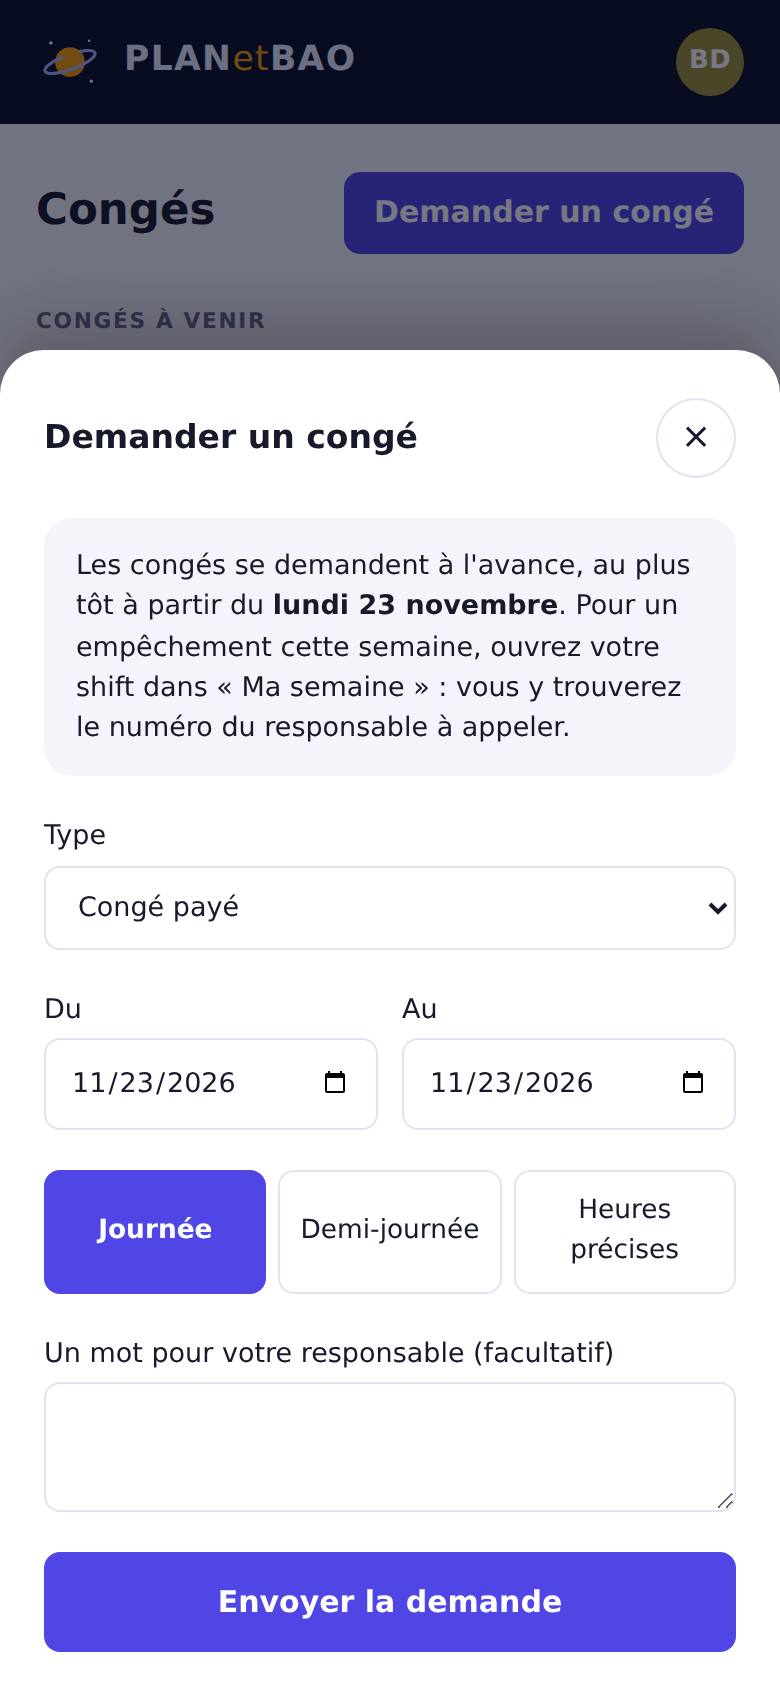 PLANetBAO
BD
Congés
Demander un congé
CONGÉS À VENIR
Demander un congé
Les congés se demandent à l'avance, au plus
tôt à partir du lundi 23 novembre. Pour un
empêchement cette semaine, ouvrez votre
shift dans « Ma semaine » : vous y trouverez
le numéro du responsable à appeler.
Type
Congé payé
Du
Au
11/23/2026
11/23/2026
Journée
Demi-journée
Heures
précises
Un mot pour votre responsable (facultatif)
Envoyer la demande